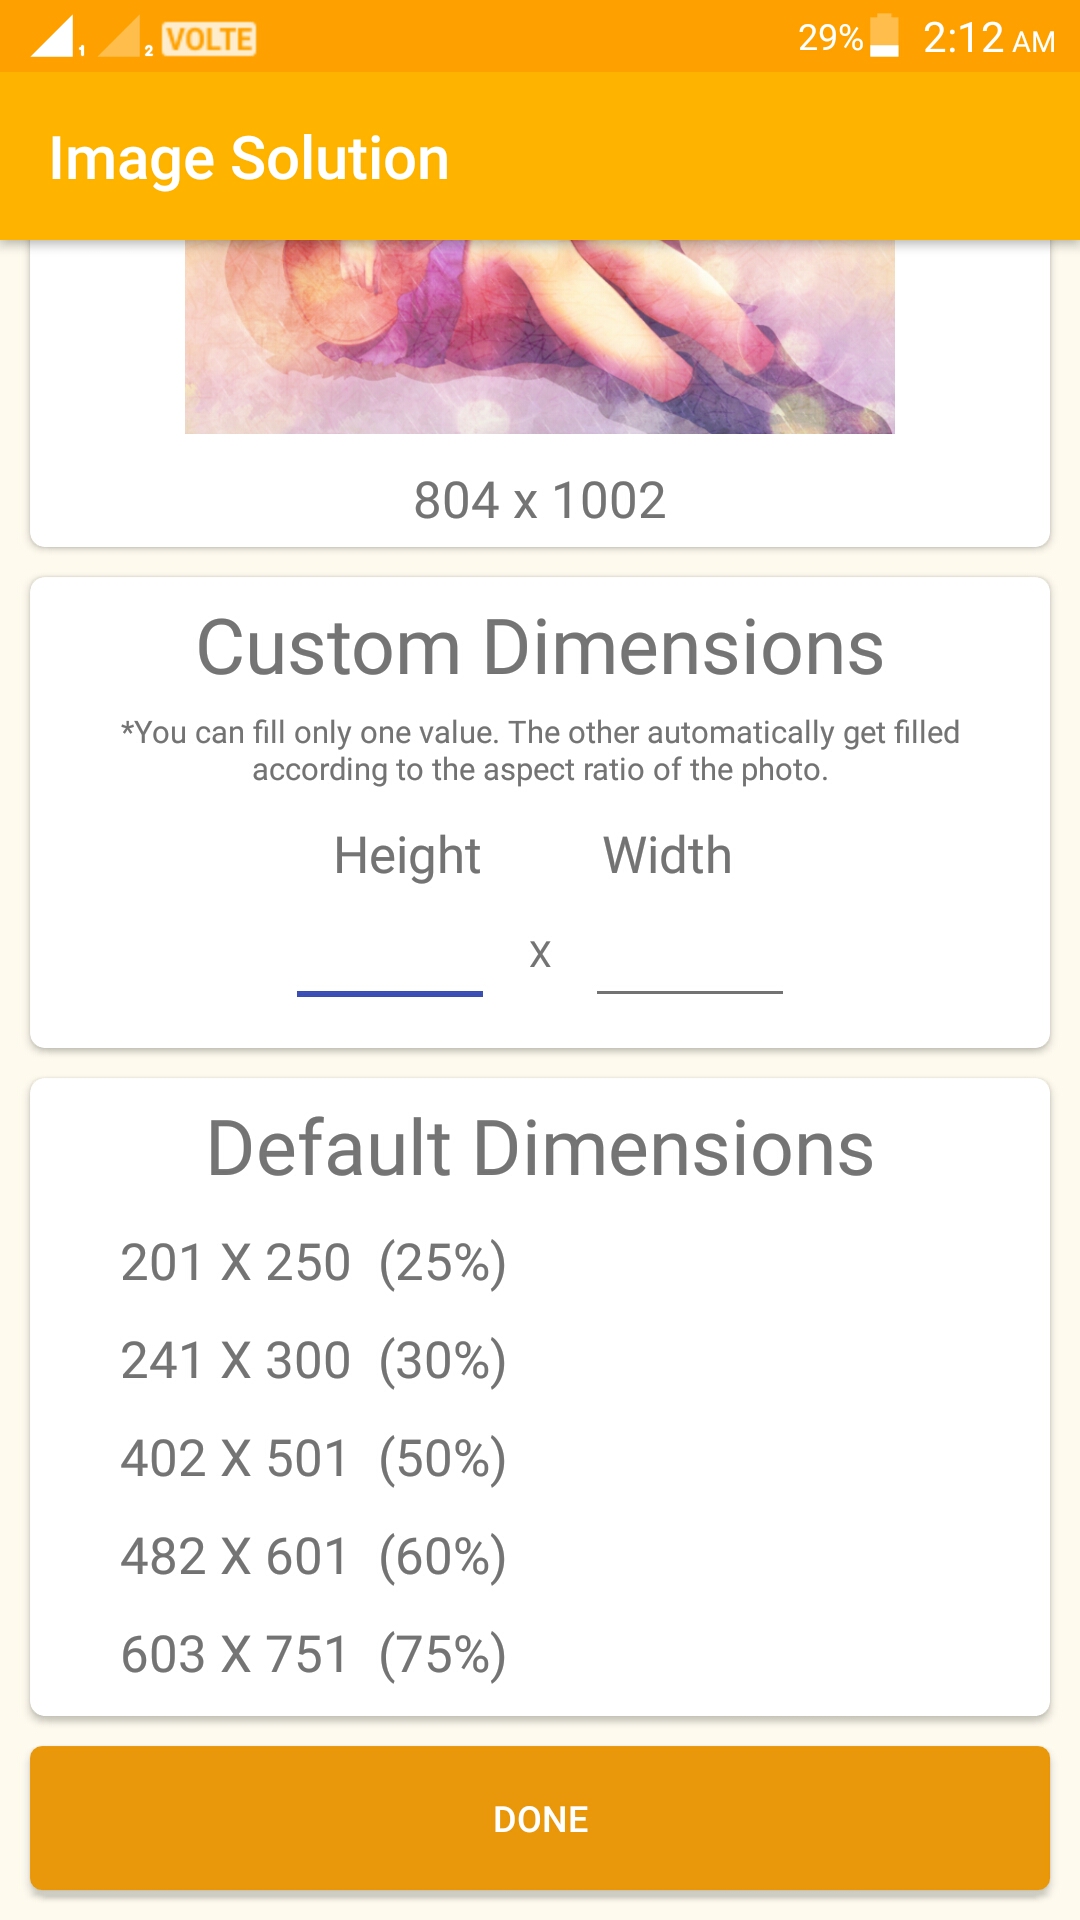 1 2 VOLTE 29% 2:12 AM
Image Solution
804 x 1002
Custom Dimensions
*You can fill only one value. The other automatically get filled
according to the aspect ratio of the photo.
Height Width
X
Default Dimensions
201 X 250 (25%)
241 X 300 (30%)
402 X 501 (50%)
482 X 601 (60%)
603 X 751 (75%)
DONE